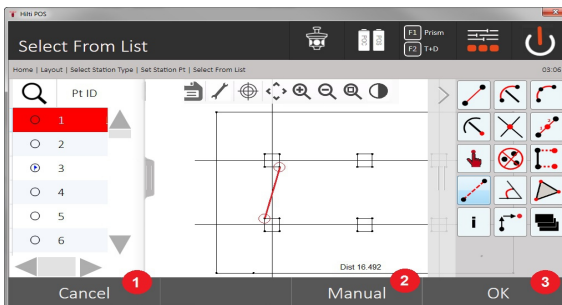 Hilti POS
Select From List
POC
POS
F1 Prism
F2 T+D
Home | Layout | Select Station Type | Set Station Pt | Select From List
03:06
Pt ID
1
2
3
4
5
6
Dist 16.492
Cancel
1
Manual
2
OK
3